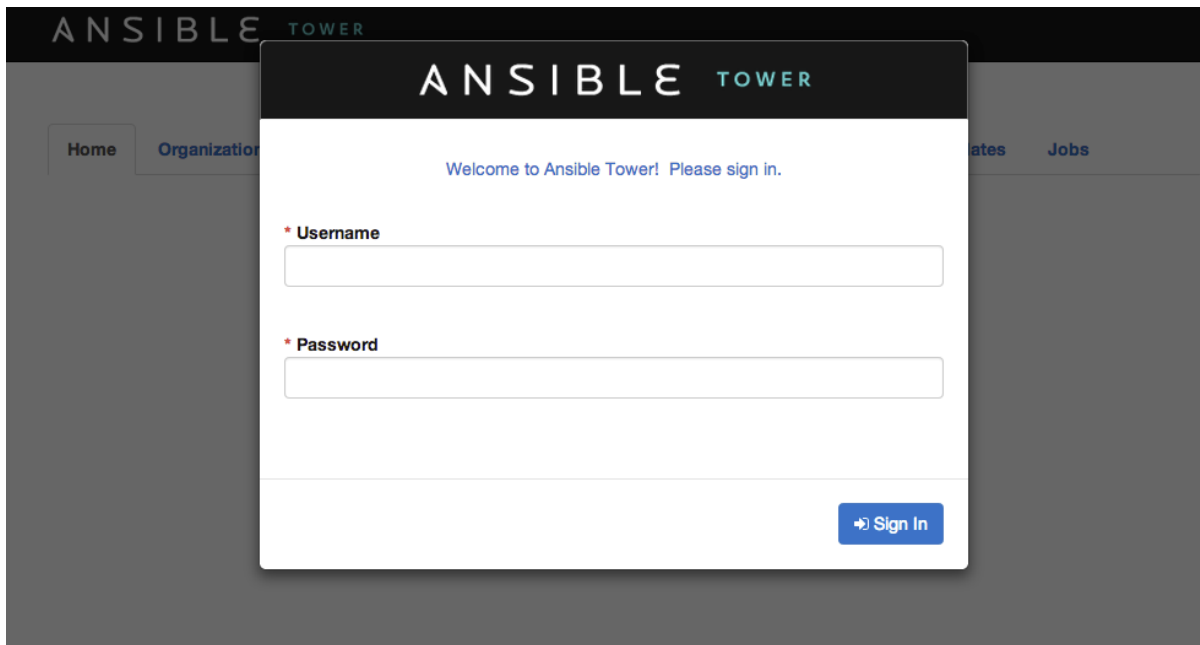 ANSIBLE TOWER
ANSIBLE TOWER
Home Jobs
Welcome to Ansible Tower! Please sign in.
* Username
* Password
Sign In